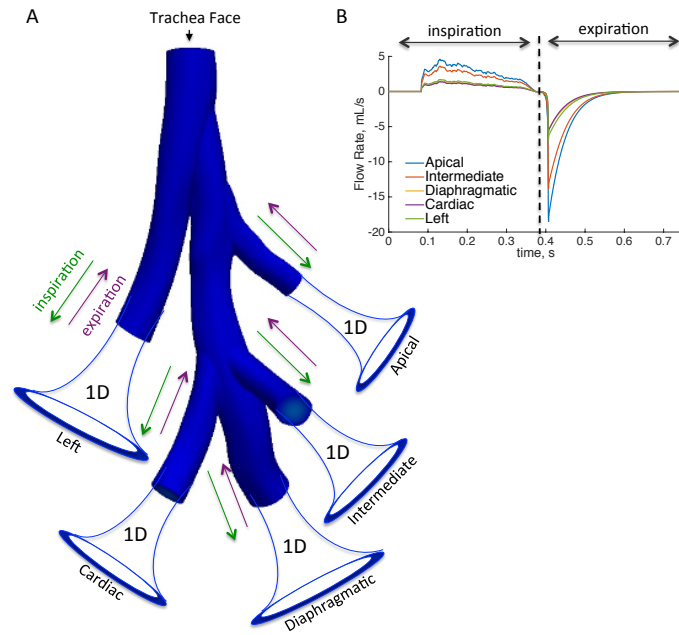 A
Trachea Face
inspiration
expiration
1D
Left
1D
Apical
1D
Intermediate
1D
Cardiac
1D
Diaphragmatic
B
inspiration
expiration
Flow Rate, mL/s
5
0
-5
-10
-15
-20
Apical
Intermediate
Diaphragmatic
Cardiac
Left
0 0.1 0.2 0.3 0.4 0.5 0.6 0.7
time, s